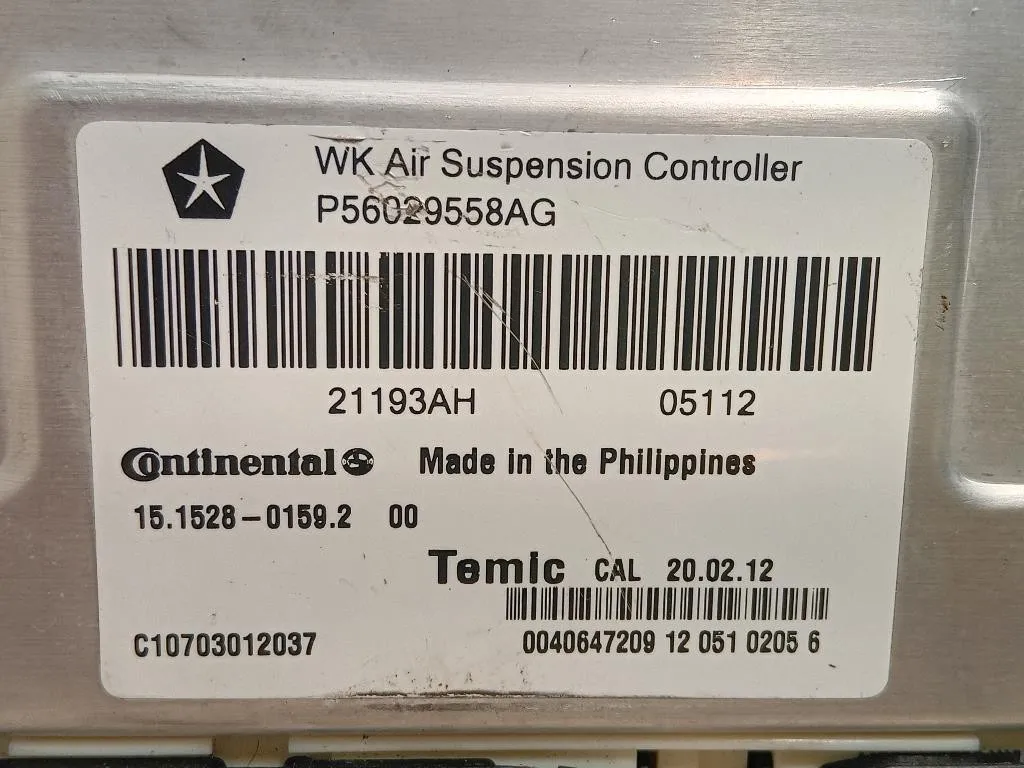 WK Air Suspension Controller
P56029558AG
21193AH 05112
Continental Made in the Philippines
15.1528-0159.2 00
Temic CAL 20.02.12
C10703012037 0040647209 12 051 0205 6